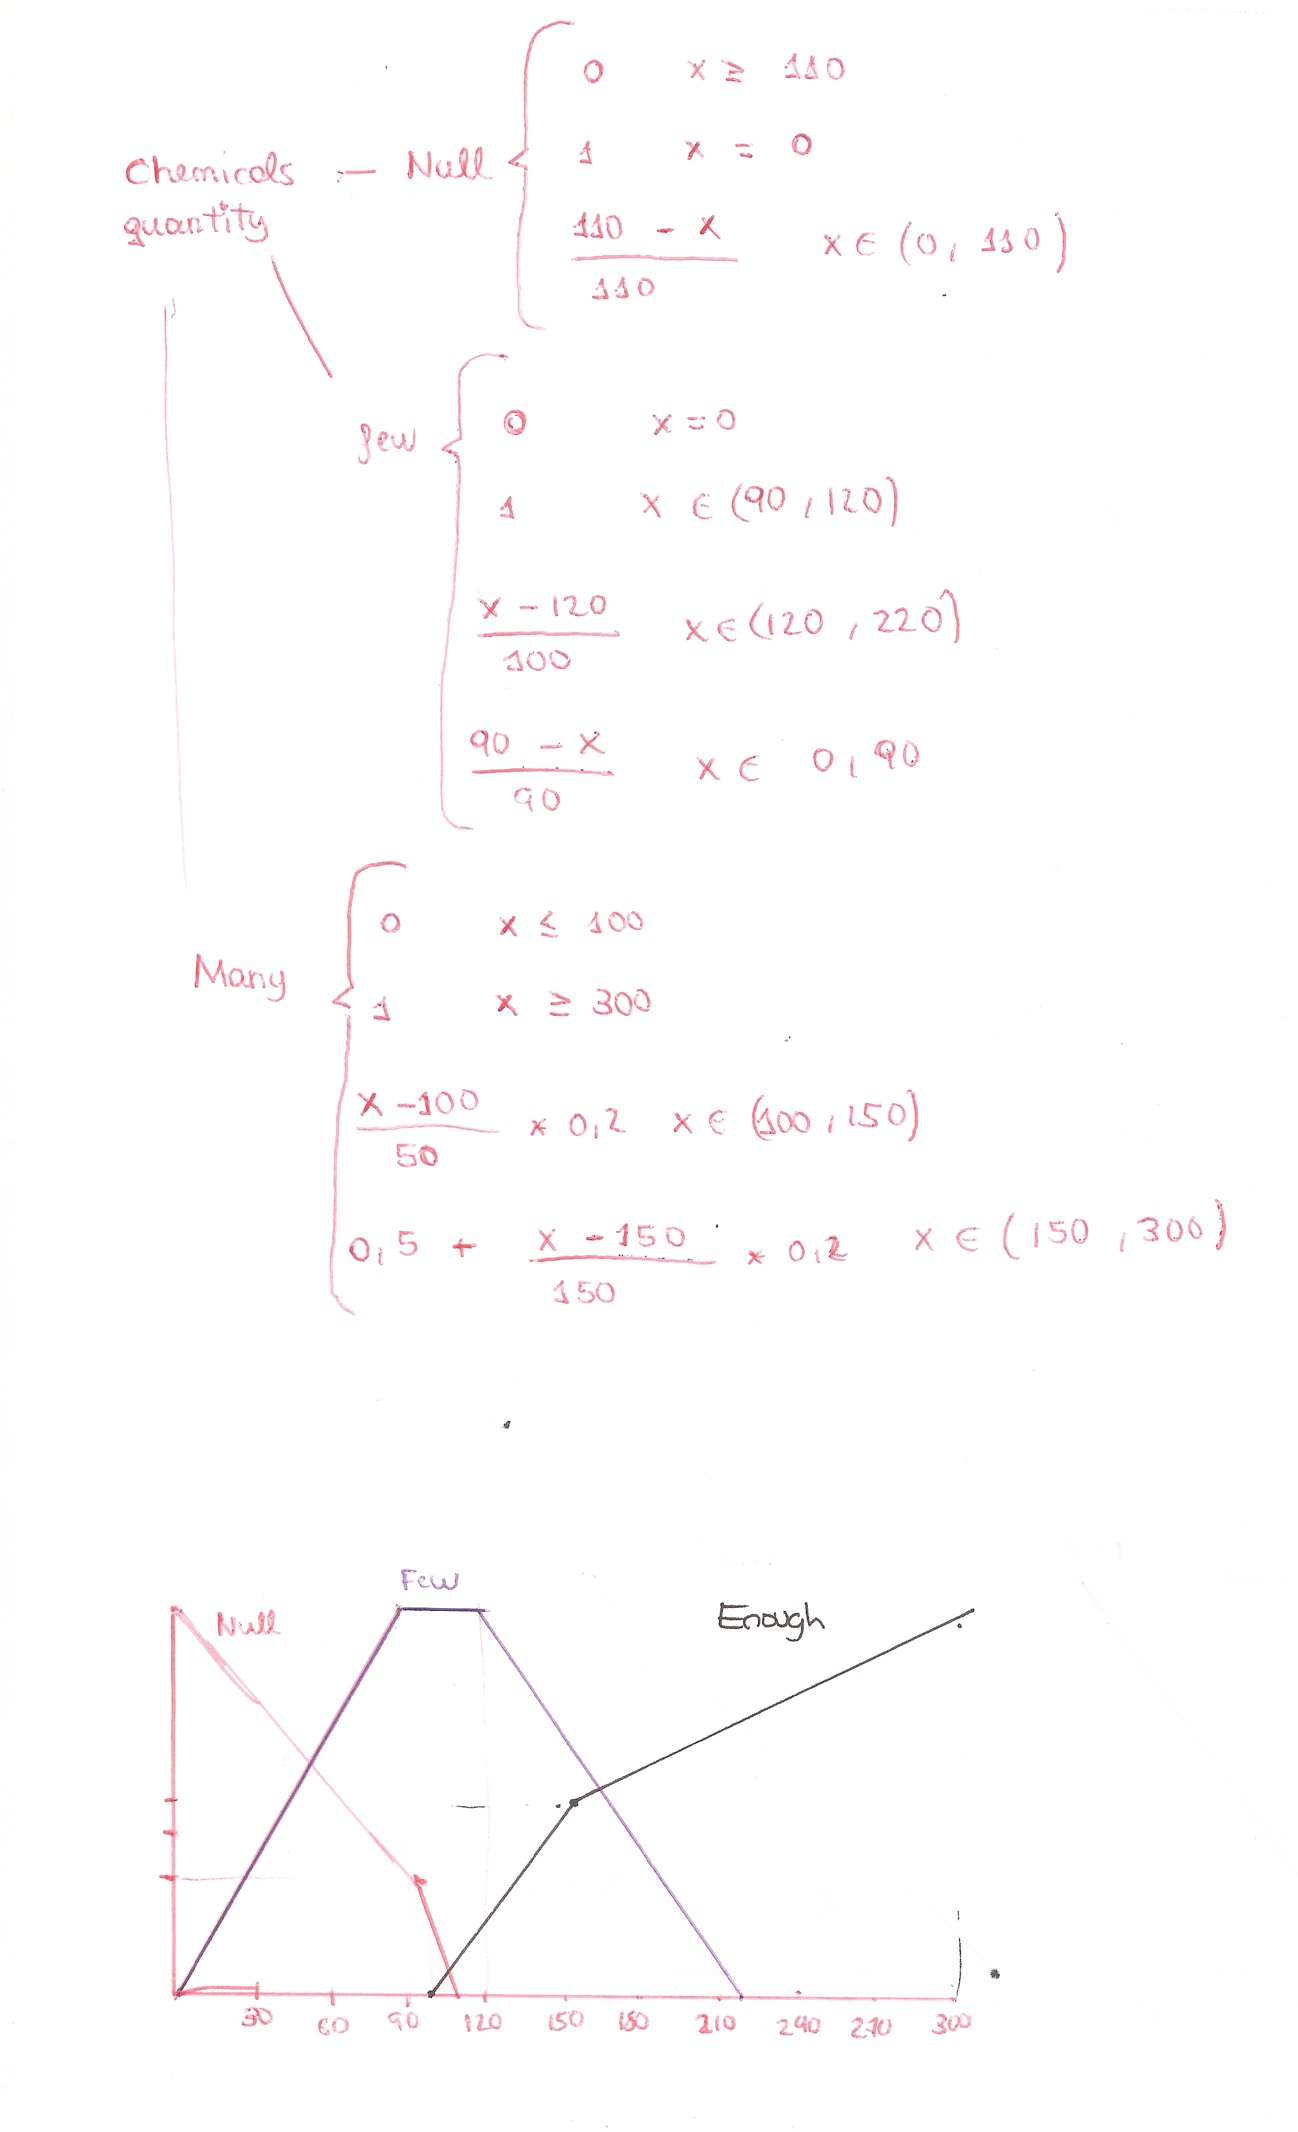 0 x ≥ 110
1 x = 0
Chemicals - Null
quantity
110 - x
110
x ∈ (0, 110)
few
0 x = 0
1 x ∈ (90, 120)
x - 120
100
x ∈ (120, 220)
90 - x
90
x ∈ 0, 90
Many
0 x ≤ 100
1 x ≥ 300
x - 100
50
* 0,2 x ∈ (100, 150)
0,5 + x - 150
150
* 0,2 x ∈ (150, 300)
Few
Null
Enough
30 60 90 120 150 180 210 240 270 300